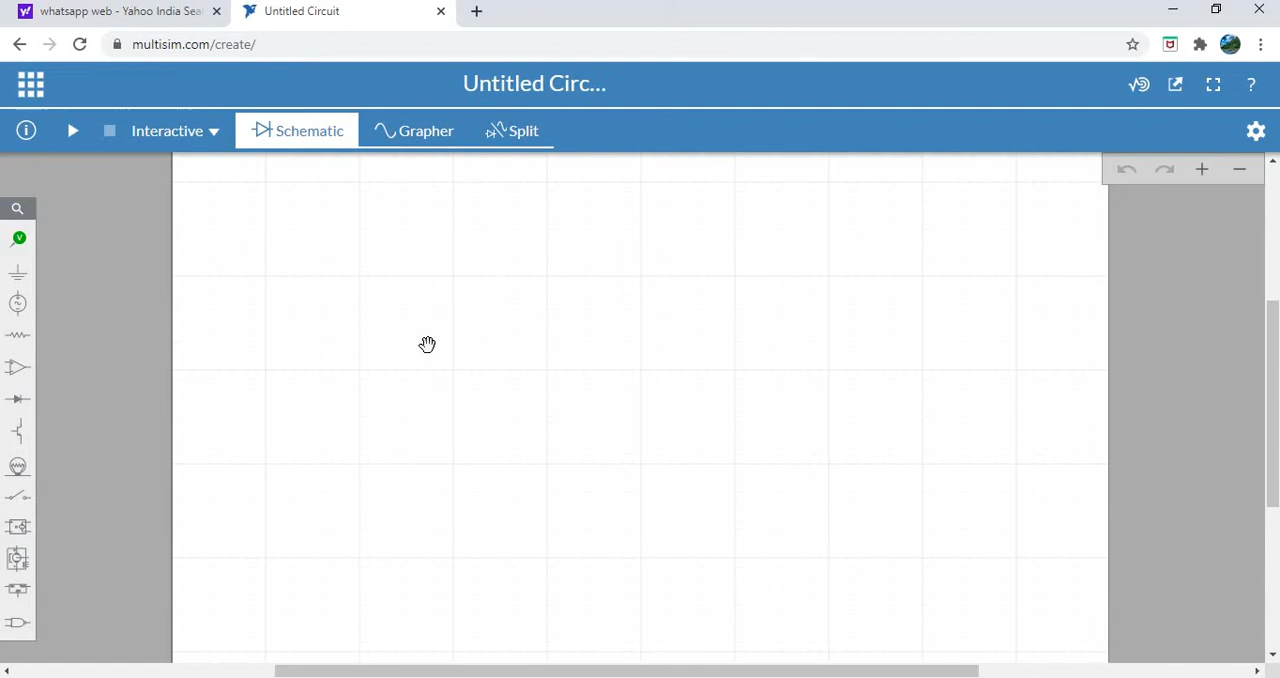 whatsapp web - Yahoo India Sea
Untitled Circuit
multisim.com/create/
Untitled Circ...
Interactive
Schematic
Grapher
Split
V